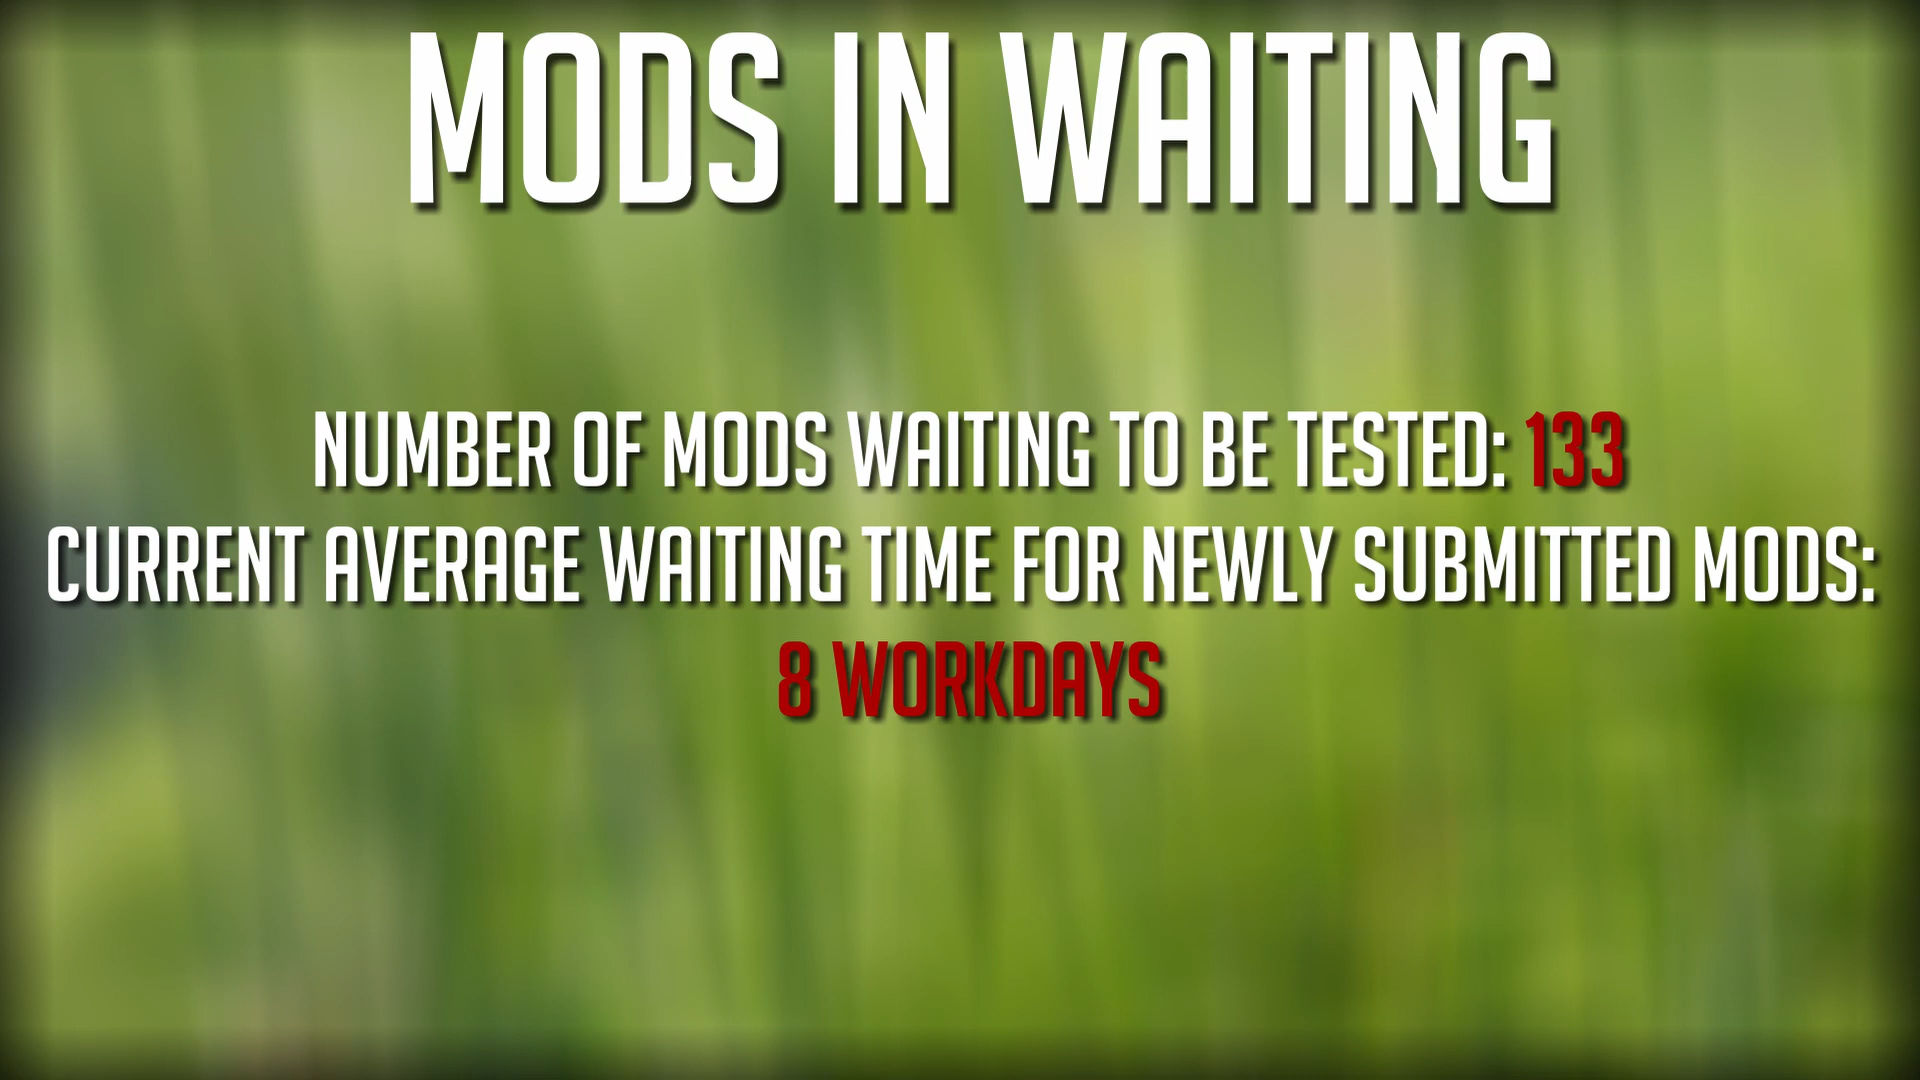 MODS IN WAITING
NUMBER OF MODS WAITING TO BE TESTED: 133
CURRENT AVERAGE WAITING TIME FOR NEWLY SUBMITTED MODS:
8 WORKDAYS